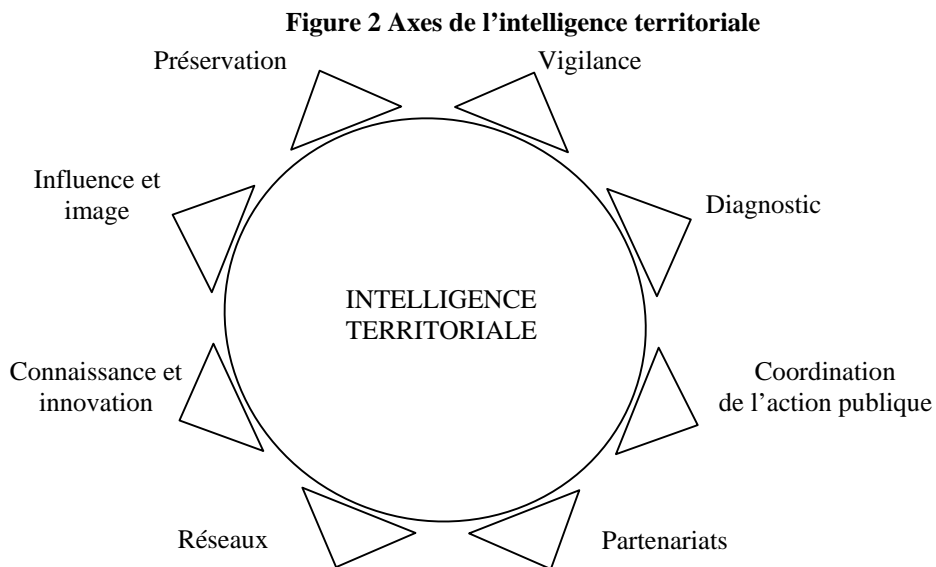 Figure 2 Axes de l’intelligence territoriale
Préservation
Vigilance
Influence et
image
Diagnostic
INTELLIGENCE
TERRITORIALE
Connaissance et
innovation
Coordination
de l’action publique
Réseaux
Partenariats